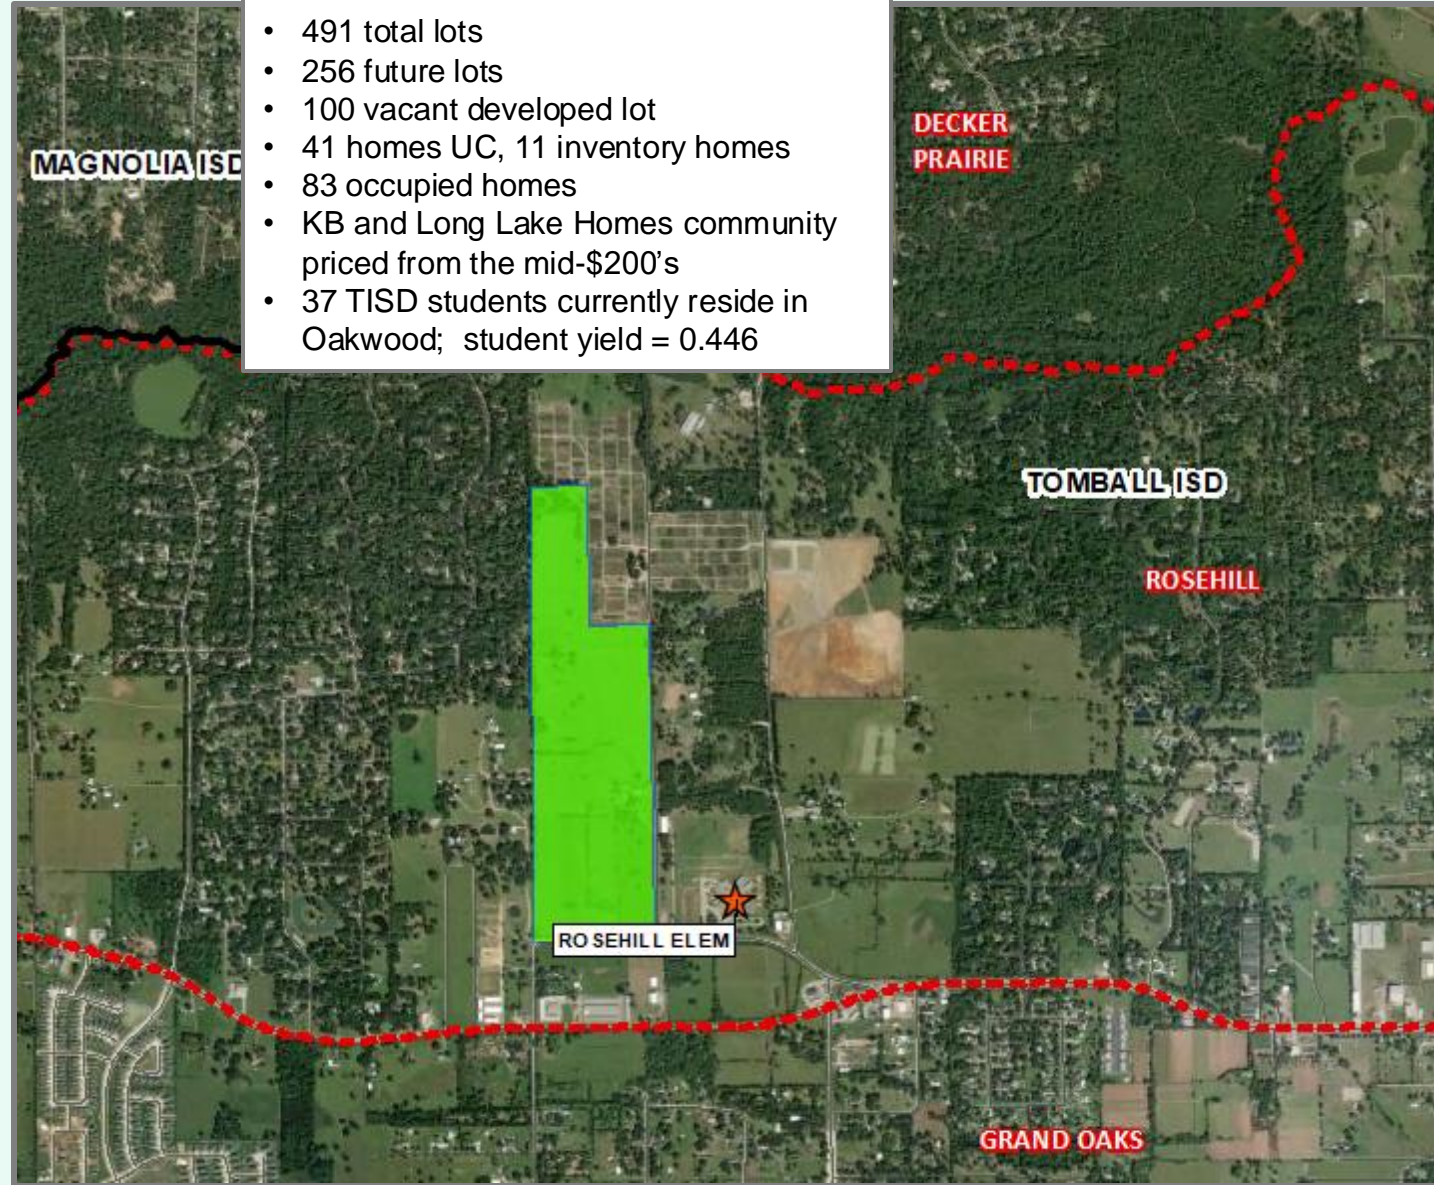 • 491 total lots
• 256 future lots
• 100 vacant developed lot
• 41 homes UC, 11 inventory homes
• 83 occupied homes
• KB and Long Lake Homes community
priced from the mid-$200’s
• 37 TISD students currently reside in
Oakwood;  student yield = 0.446
MAGNOLIA ISD
DECKER
PRAIRIE
TOMBALL ISD
ROSEHILL
ROSEHILL ELEM
GRAND OAKS